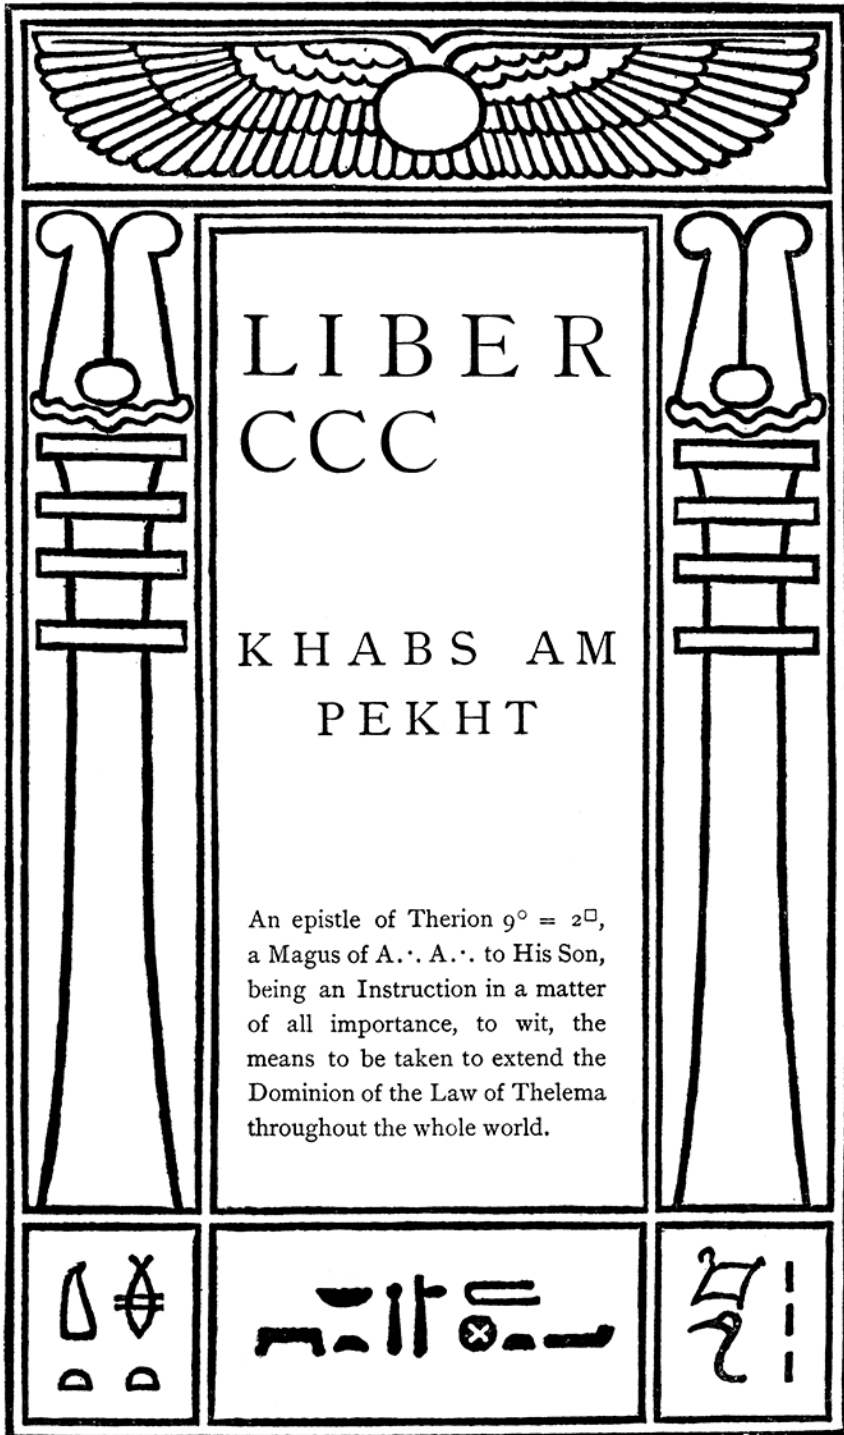 LIBER
CCC
KHABS AM
PEKHT
An epistle of Therion 9° = 2□,
a Magus of A.·. A.·. to His Son,
being an Instruction in a matter
of all importance, to wit, the
means to be taken to extend the
Dominion of the Law of Thelema
throughout the whole world.